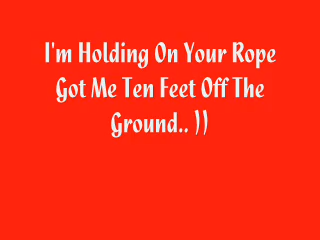 I'm Holding On Your Rope
Got Me Ten Feet Off The
Ground.. ))